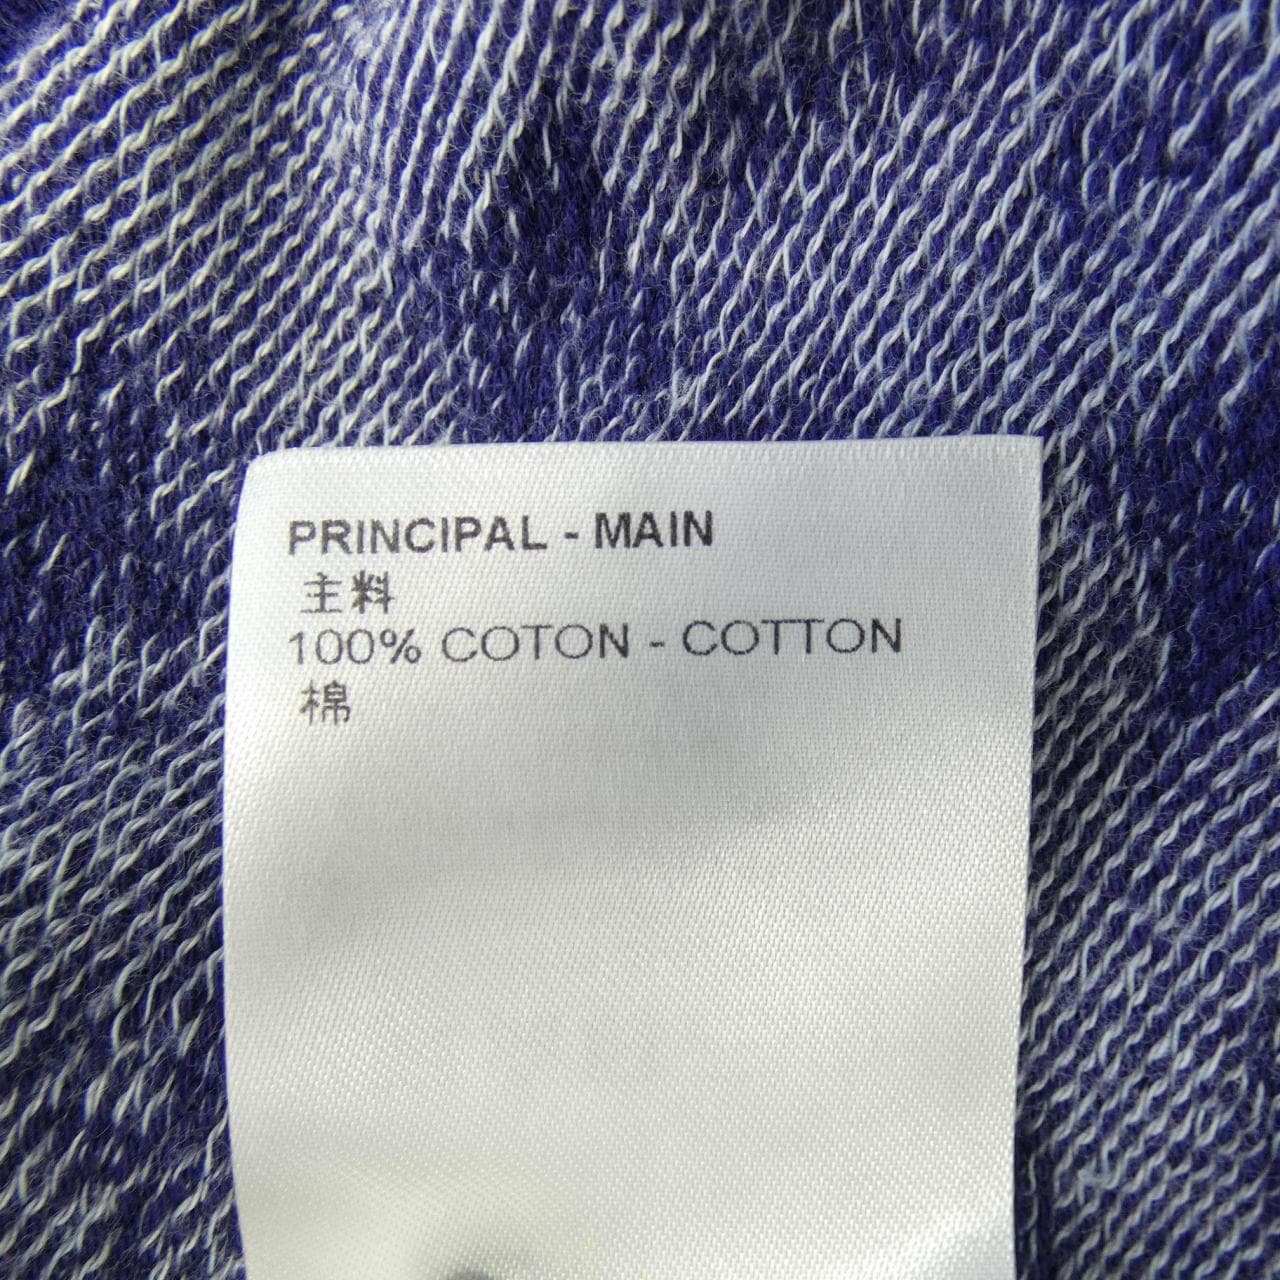 PRINCIPAL - MAIN
主料
100% COTON - COTTON
棉